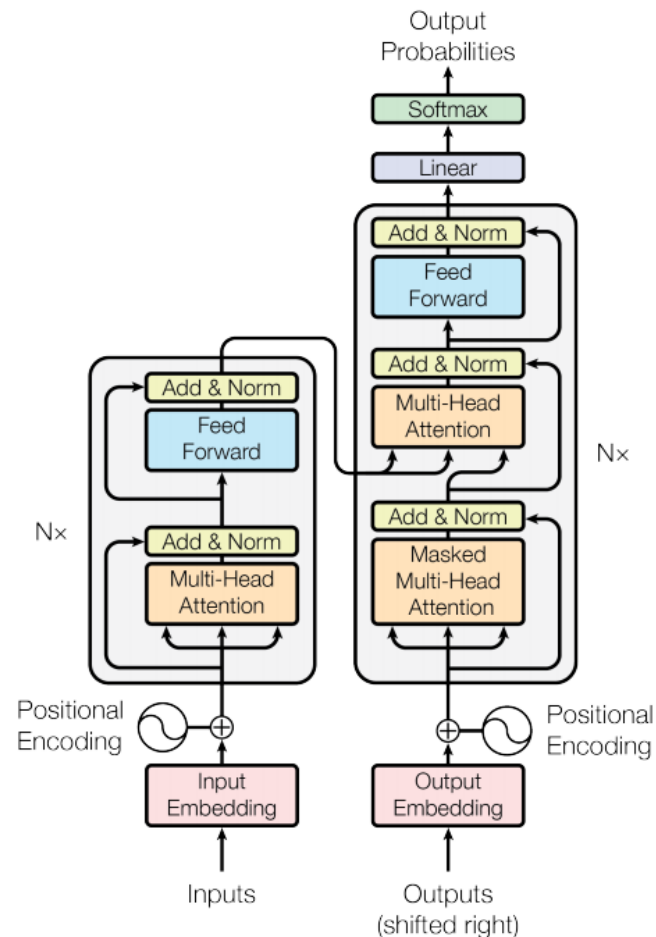 Output
Probabilities
Softmax
Linear
Add & Norm
Feed
Forward
Add & Norm
Multi-Head
Attention
Add & Norm
Masked
Multi-Head
Attention
N×
Add & Norm
Feed
Forward
Add & Norm
Multi-Head
Attention
N×
Positional
Encoding
Positional
Encoding
Input
Embedding
Output
Embedding
Inputs
Outputs
(shifted right)